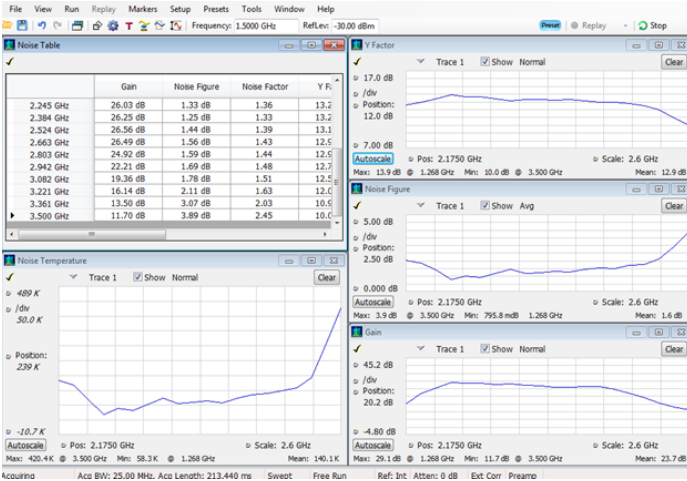 File View Run Replay Markers Setup Presets Tools Window Help
T Frequency: 1.5000 GHz RefLev: -30.00 dBm Preset Replay Stop
Noise Table
Gain Noise Figure Noise Factor Y Fa
2.245 GHz 26.03 dB 1.33 dB 1.36 13.2
2.384 GHz 26.25 dB 1.25 dB 1.33 13.2
2.524 GHz 26.56 dB 1.44 dB 1.39 13.1
2.663 GHz 26.49 dB 1.56 dB 1.43 12.9
2.803 GHz 24.92 dB 1.59 dB 1.44 12.9
2.942 GHz 22.21 dB 1.69 dB 1.48 12.7
3.082 GHz 19.36 dB 1.78 dB 1.51 12.5
3.221 GHz 16.14 dB 2.11 dB 1.63 12.0
3.361 GHz 13.50 dB 3.07 dB 2.03 10.9
3.500 GHz 11.70 dB 3.89 dB 2.45 10.0
Y Factor
Trace 1 Show Normal Clear
17.0 dB
/div
Position:
12.0 dB
7.00 dB
Autoscale Pos: 2.1750 GHz Scale: 2.6 GHz
Max: 13.9 dB @ 1.268 GHz Min: 10.0 dB @ 3.500 GHz Mean: 12.9 dB
Noise Figure
Trace 1 Show Avg Clear
5.00 dB
/div
Position:
2.50 dB
0.000 dB
Autoscale Pos: 2.1750 GHz Scale: 2.6 GHz
Max: 3.9 dB @ 3.500 GHz Min: 795.8 mdB 1.268 GHz Mean: 1.6 dB
Noise Temperature
Trace 1 Show Normal Clear
489 K
/div
50.0 K
Position:
239 K
-10.7 K
Autoscale Pos: 2.1750 GHz Scale: 2.6 GHz
Max: 420.4 K @ 3.500 GHz Min: 58.3 K @ 1.268 GHz Mean: 140.1 K
Gain
Trace 1 Show Normal Clear
45.2 dB
/div
Position:
20.2 dB
-4.80 dB
Autoscale Pos: 2.1750 GHz Scale: 2.6 GHz
Max: 29.1 dB @ 1.268 GHz Min: 11.7 dB @ 3.500 GHz Mean: 23.7 dB
Acquiring Acq BW: 25.00 MHz, Acq Length: 213.440 ms Swept Free Run Ref: Int Atten: 0 dB Ext Corr Preamp